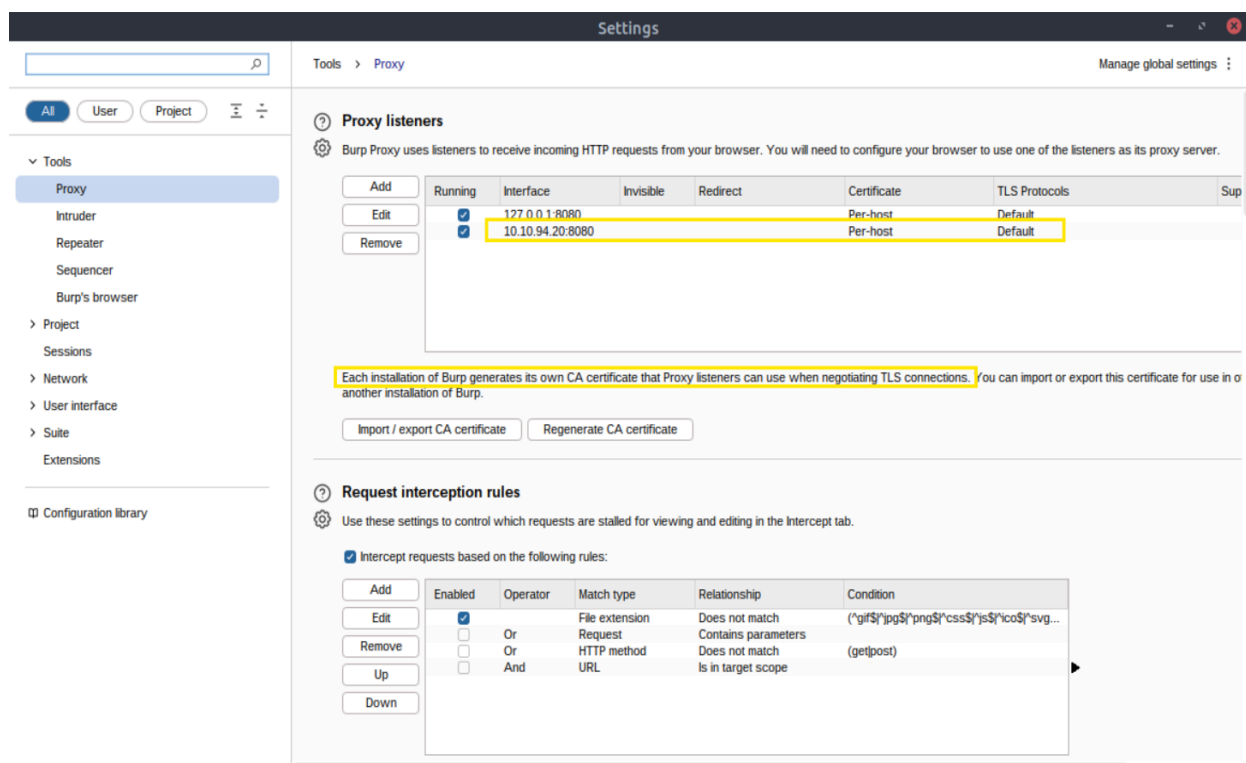 Settings
Tools > Proxy
Manage global settings
All User Project
Tools
Proxy
Intruder
Repeater
Sequencer
Burp's browser
Project
Sessions
Network
User interface
Suite
Extensions
Configuration library
Proxy listeners
Burp Proxy uses listeners to receive incoming HTTP requests from your browser. You will need to configure your browser to use one of the listeners as its proxy server.
Add
Edit
Remove
Running Interface Invisible Redirect Certificate TLS Protocols Sup
127.0.0.1:8080 Per-host Default
10.10.94.20:8080 Per-host Default
Each installation of Burp generates its own CA certificate that Proxy listeners can use when negotiating TLS connections. You can import or export this certificate for use in o
another installation of Burp.
Import / export CA certificate Regenerate CA certificate
Request interception rules
Use these settings to control which requests are stalled for viewing and editing in the Intercept tab.
Intercept requests based on the following rules:
Add
Edit
Remove
Up
Down
Enabled Operator Match type Relationship Condition
File extension Does not match (^gif$|^jpg$|^png$|^css$|^js$|^ico$|^svg...
Or Request Contains parameters
Or HTTP method Does not match (get|post)
And URL Is in target scope